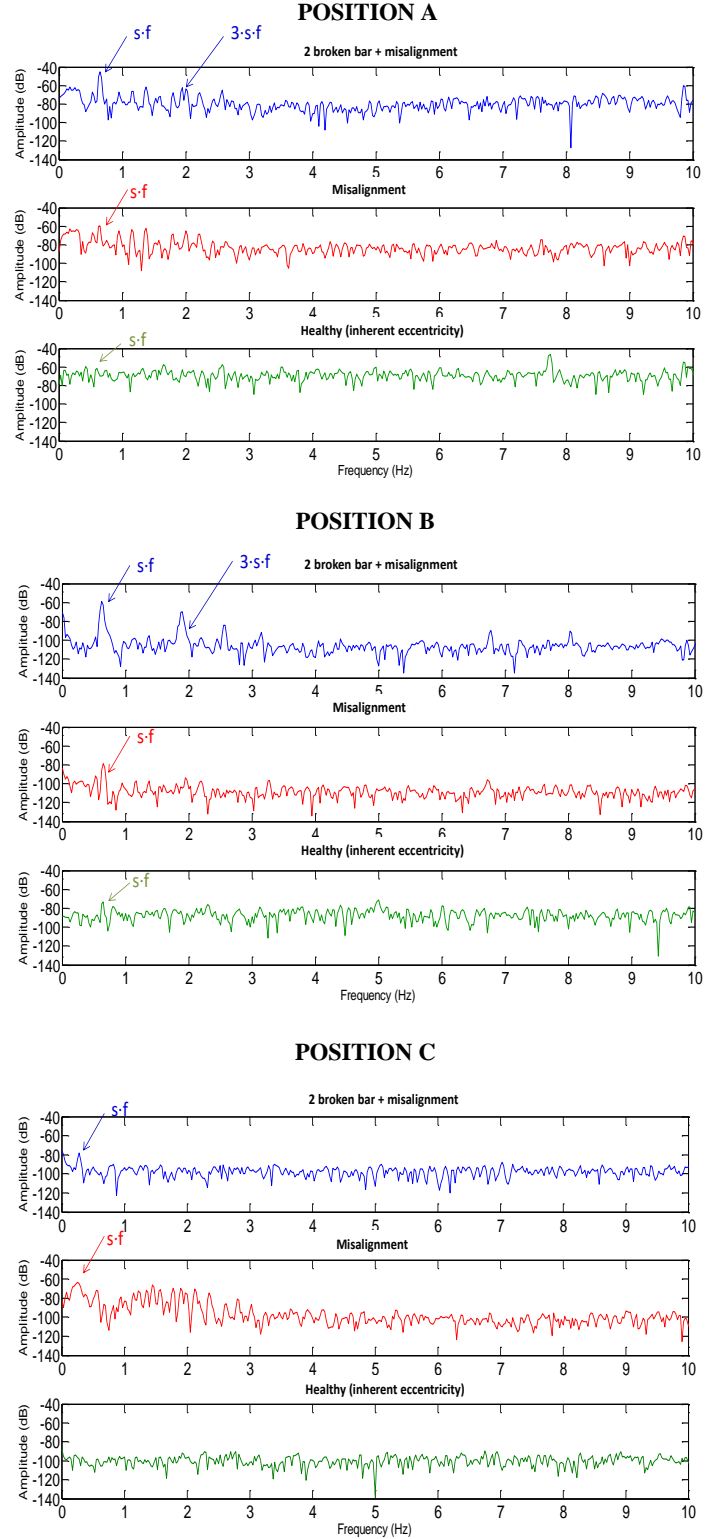 POSITION A
s·f
3·s·f
2 broken bar + misalignment
Amplitude (dB)
-40
-60
-80
-100
-120
-140
0 1 2 3 4 5 6 7 8 9 10
Misalignment
s·f
Amplitude (dB)
-40
-60
-80
-100
-120
-140
0 1 2 3 4 5 6 7 8 9 10
Healthy (inherent eccentricity)
s·f
Amplitude (dB)
-40
-60
-80
-100
-120
-140
0 1 2 3 4 5 6 7 8 9 10
Frequency (Hz)
POSITION B
s·f
3·s·f
2 broken bar + misalignment
Amplitude (dB)
-40
-60
-80
-100
-120
-140
0 1 2 3 4 5 6 7 8 9 10
Misalignment
s·f
Amplitude (dB)
-40
-60
-80
-100
-120
-140
0 1 2 3 4 5 6 7 8 9 10
Healthy (inherent eccentricity)
s·f
Amplitude (dB)
-40
-60
-80
-100
-120
-140
0 1 2 3 4 5 6 7 8 9 10
Frequency (Hz)
POSITION C
2 broken bar + misalignment
s·f
Amplitude (dB)
-40
-60
-80
-100
-120
-140
0 1 2 3 4 5 6 7 8 9 10
Misalignment
s·f
Amplitude (dB)
-40
-60
-80
-100
-120
-140
0 1 2 3 4 5 6 7 8 9 10
Healthy (inherent eccentricity)
Amplitude (dB)
-40
-60
-80
-100
-120
-140
0 1 2 3 4 5 6 7 8 9 10
Frequency (Hz)